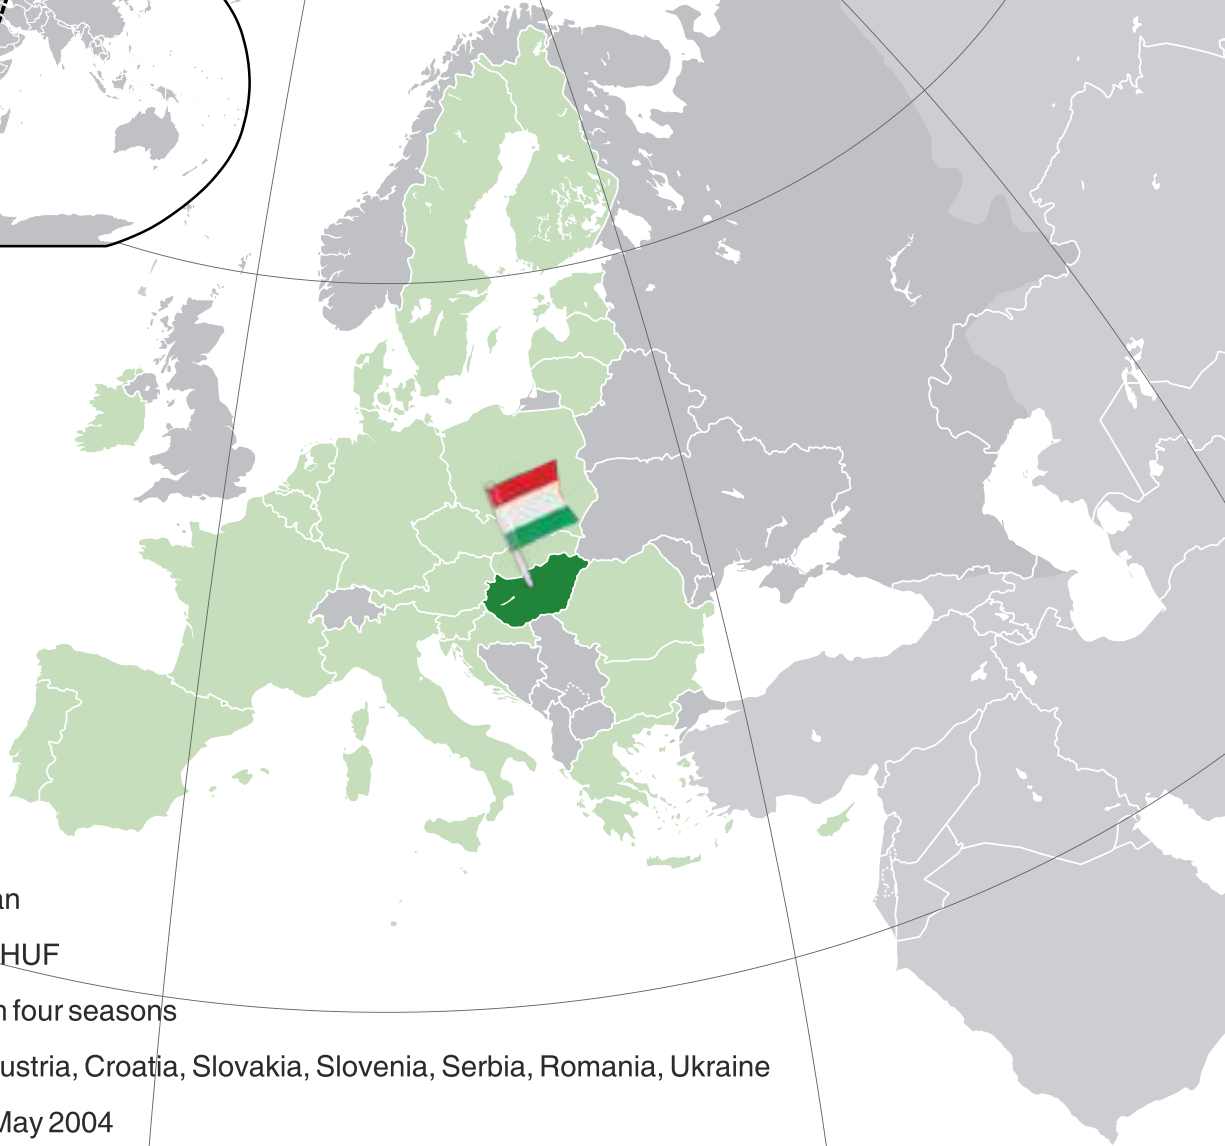 an
HUF
n four seasons
ustria, Croatia, Slovakia, Slovenia, Serbia, Romania, Ukraine
May 2004